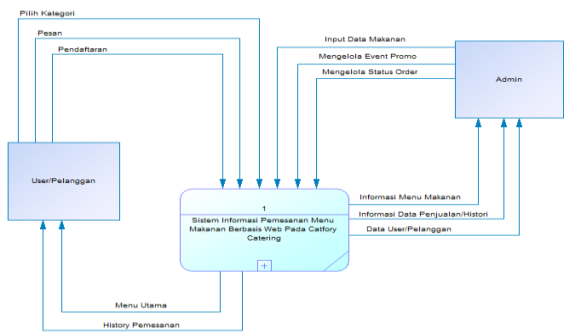 Pilih Kategori
Pesan
Pendaftaran
Input Data Makanan
Mengelola Event Promo
Mengelola Status Order
Admin
User/Pelanggan
1
Sistem Informasi Pemesanan Menu
Makanan Berbasis Web Pada Catfory
Catering
Informasi Menu Makanan
Informasi Data Penjualan/Histori
Data User/Pelanggan
Menu Utama
History Pemesanan